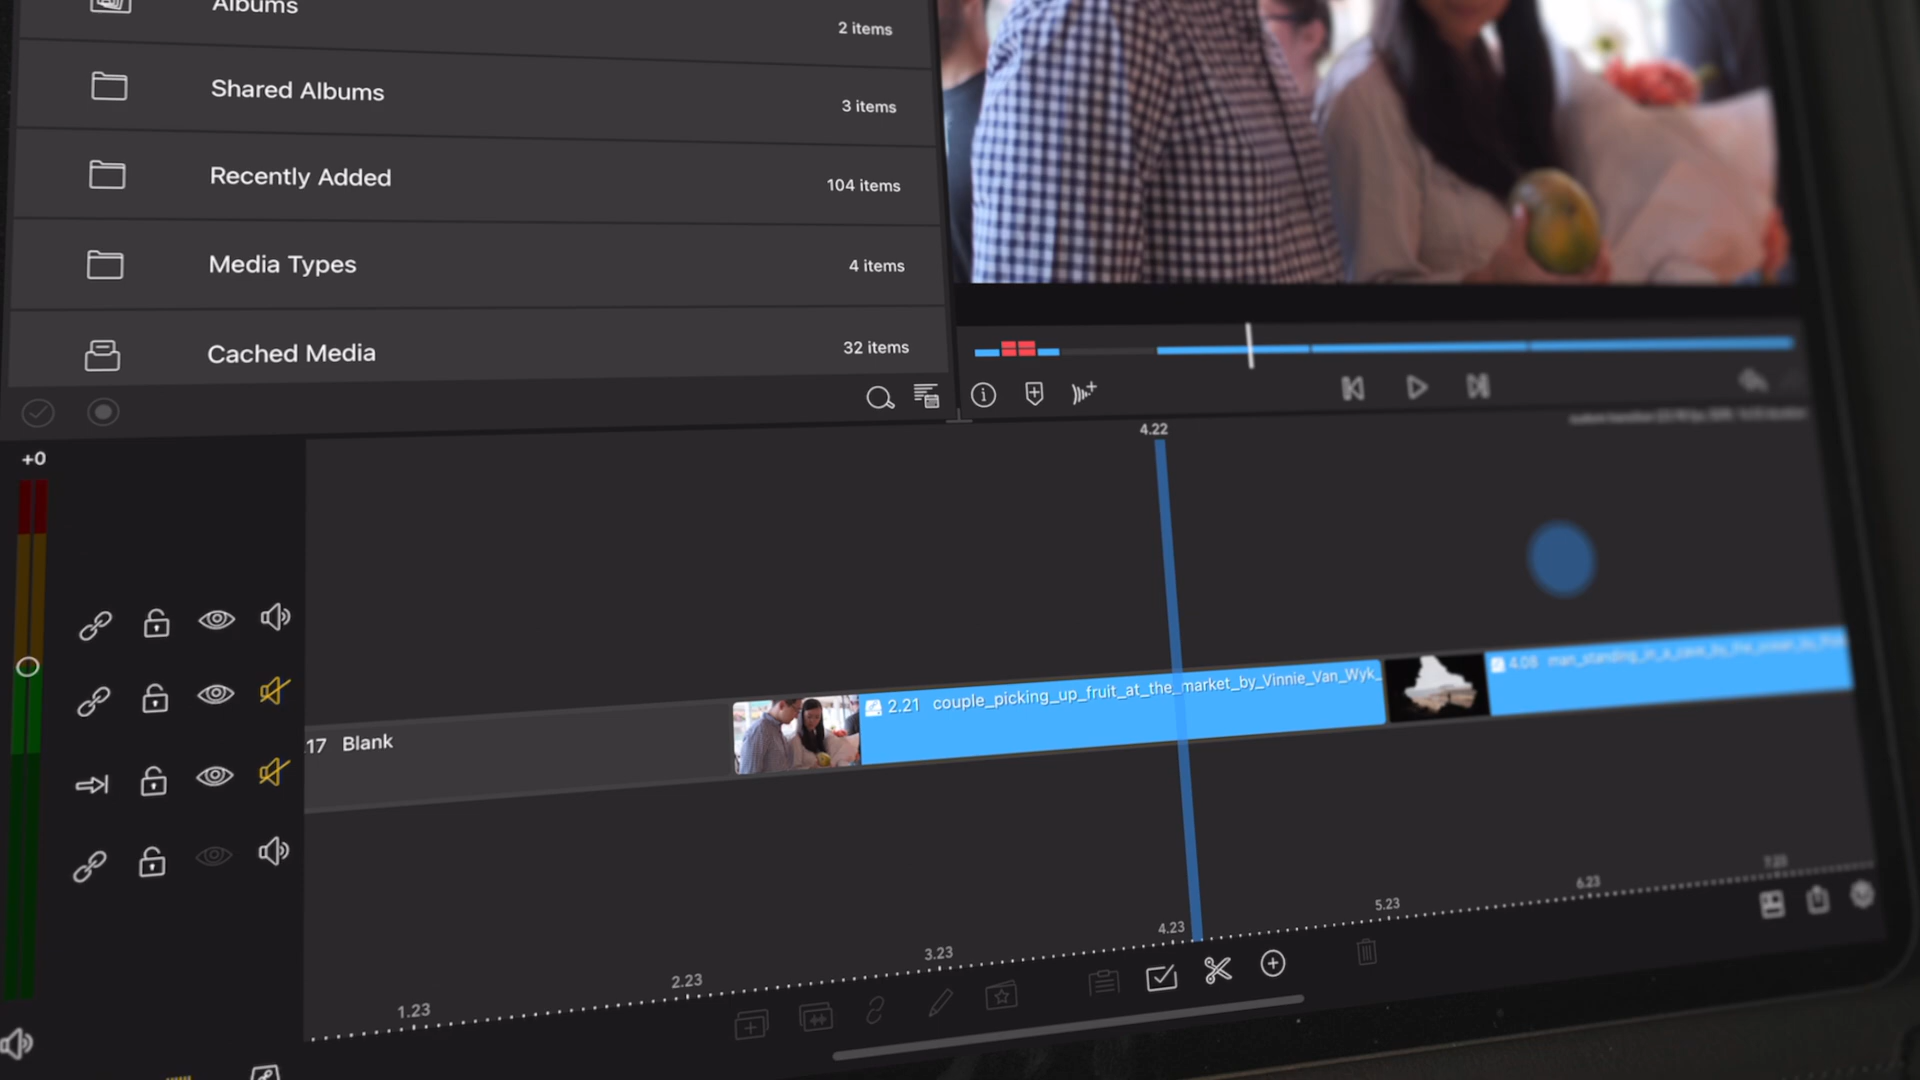 Albums
2 items
Shared Albums
3 items
Recently Added
104 items
Media Types
4 items
Cached Media
32 items
+0
4.22
17 Blank
2.21 couple_picking_up_fruit_at_the_market_by_Vinnie_Van_Wyk_
4.08 man_standing_in_a_cave_by_the_ocean_by_
1.23
2.23
3.23
4.23
5.23
6.23
7.23